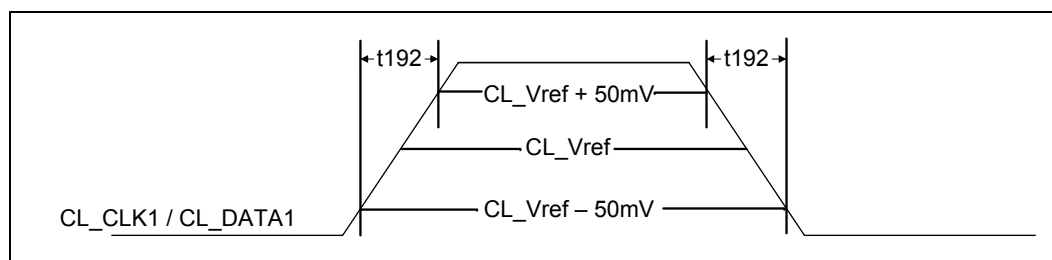 t192 t192
CL_Vref + 50mV
CL_Vref
CL_CLK1 / CL_DATA1 CL_Vref – 50mV